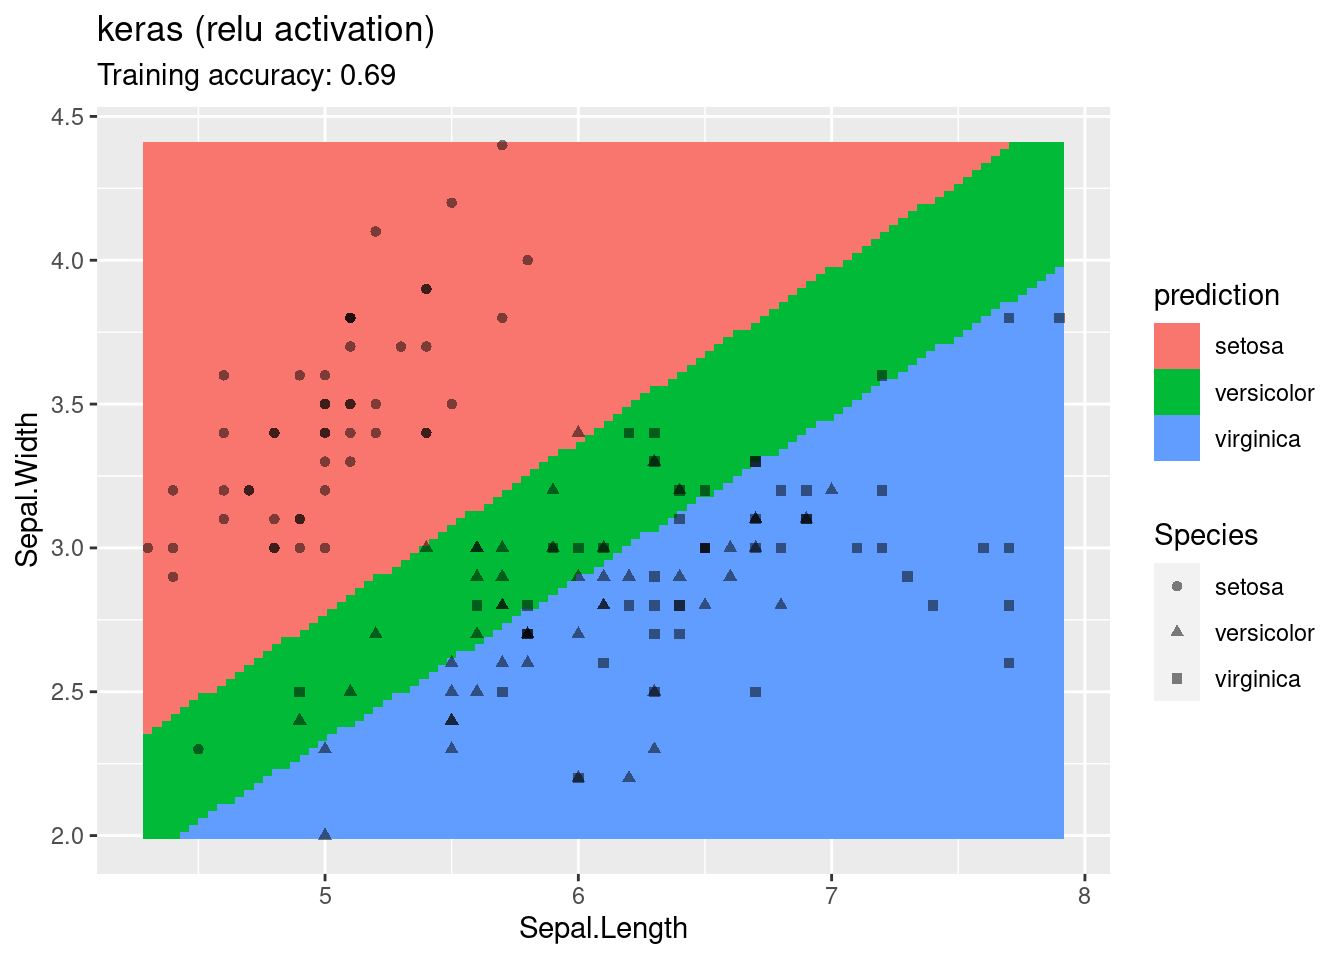 keras (relu activation)
Training accuracy: 0.69
4.5
4.0
3.5
3.0
2.5
2.0
Sepal.Width
5
6
7
8
Sepal.Length
prediction
setosa
versicolor
virginica
Species
setosa
versicolor
virginica